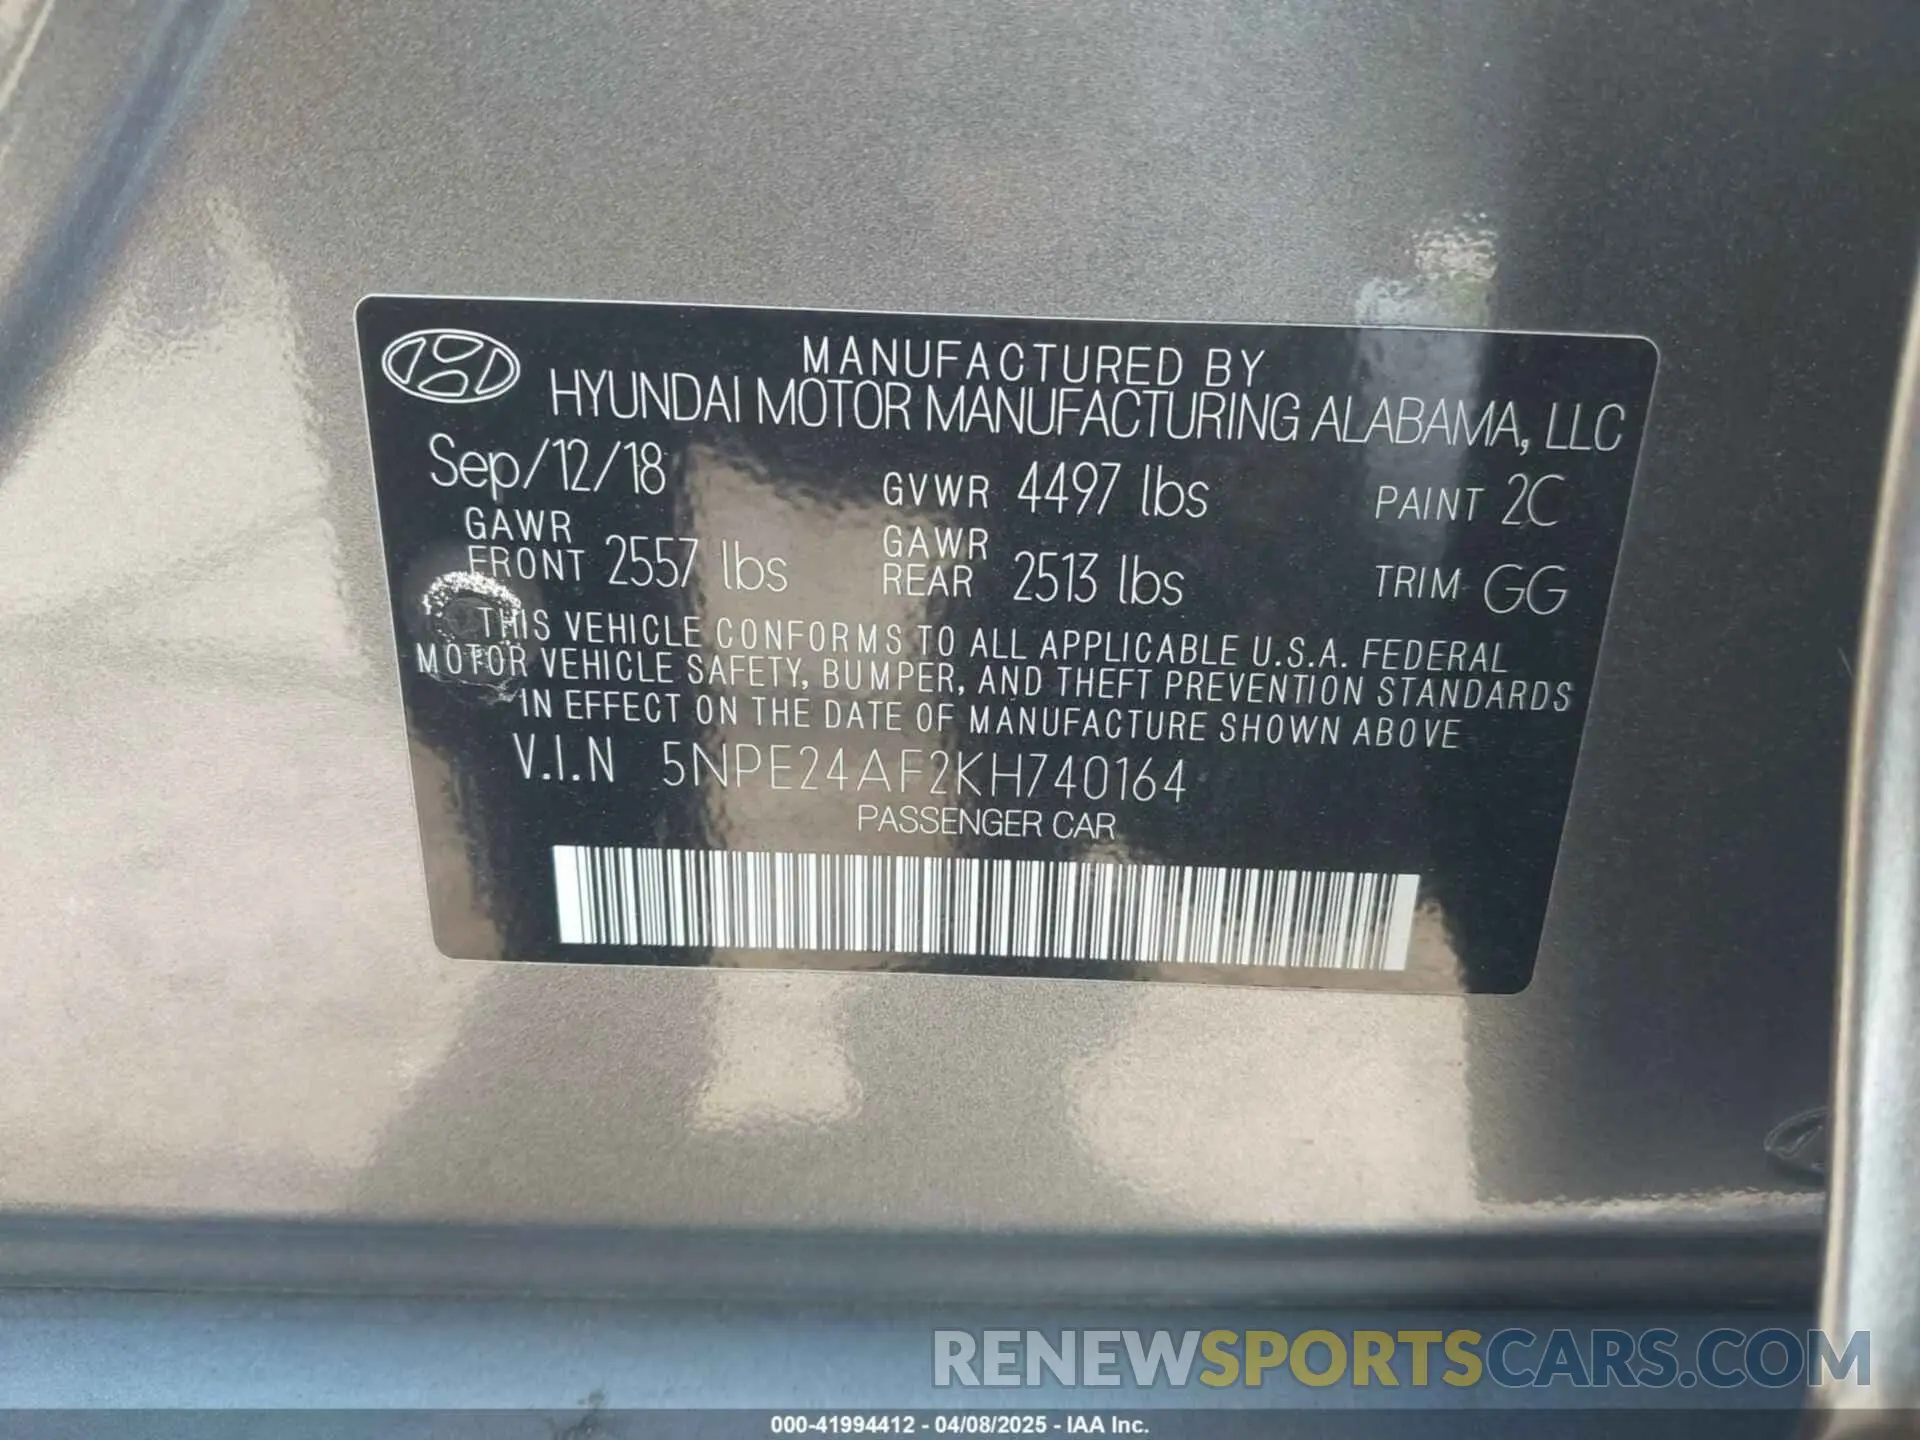 MANUFACTURED BY
HYUNDAI MOTOR MANUFACTURING ALABAMA, LLC
Sep/12/18 GVWR 4497 lbs PAINT 2C
GAWR FRONT 2557 lbs GAWR REAR 2513 lbs TRIM GG
THIS VEHICLE CONFORMS TO ALL APPLICABLE U.S.A. FEDERAL
MOTOR VEHICLE SAFETY, BUMPER, AND THEFT PREVENTION STANDARDS
IN EFFECT ON THE DATE OF MANUFACTURE SHOWN ABOVE
V.I.N 5NPE24AF2KH740164
PASSENGER CAR
RENEWSPORTSCARS.COM
000-41994412 - 04/08/2025 - IAA Inc.